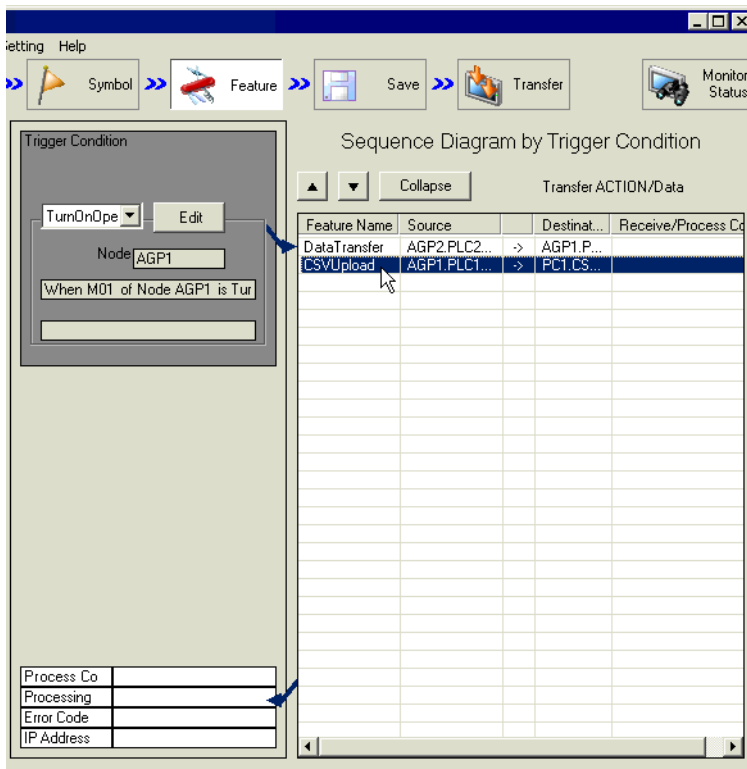 Setting Help
Symbol Feature Save Transfer Monitor Status
Trigger Condition
TurnOnOpe Edit
Node AGP1
When M01 of Node AGP1 is Tur
Sequence Diagram by Trigger Condition
Collapse Transfer ACTION/Data
Feature Name Source Destinat... Receive/Process Co
DataTransfer AGP2.PLC2... -> AGP1.P...
CSVUpload AGP1.PLC1... -> PC1.CS...
Process Co
Processing
Error Code
IP Address